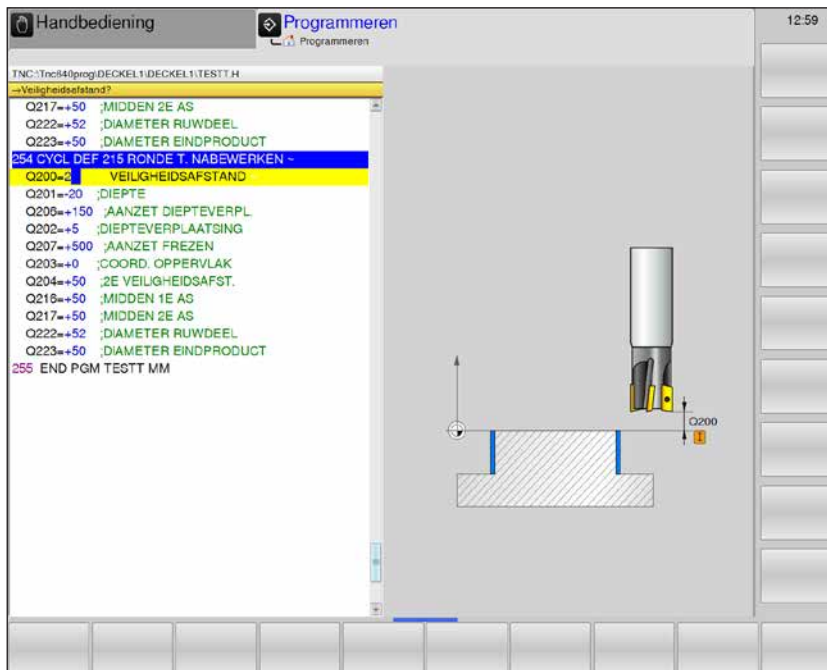 Handbediening
Programmeren
Programmeren
12:59
TNC:\Tnc640prog\DECKEL1\DECKEL1\TESTT.H
→Veiligheidsafstand?
Q217=+50 ;MIDDEN 2E AS
Q222=+52 ;DIAMETER RUWDEEL
Q223=+50 ;DIAMETER EINDPRODUCT
254 CYCL DEF 215 RONDE T. NABEWERKEN ~
Q200=2 VEILIGHEIDSAFSTAND
Q201=-20 ;DIEPTE
Q206=+150 ;AANZET DIEPTEVERPL.
Q202=+5 ;DIEPTEVERPLAATSING
Q207=+500 ;AANZET FREZEN
Q203=+0 ;COORD. OPPERVLAK
Q204=+50 ;2E VEILIGHEIDSAFST.
Q216=+50 ;MIDDEN 1E AS
Q217=+50 ;MIDDEN 2E AS
Q222=+52 ;DIAMETER RUWDEEL
Q223=+50 ;DIAMETER EINDPRODUCT
255 END PGM TESTT MM
Q200
I